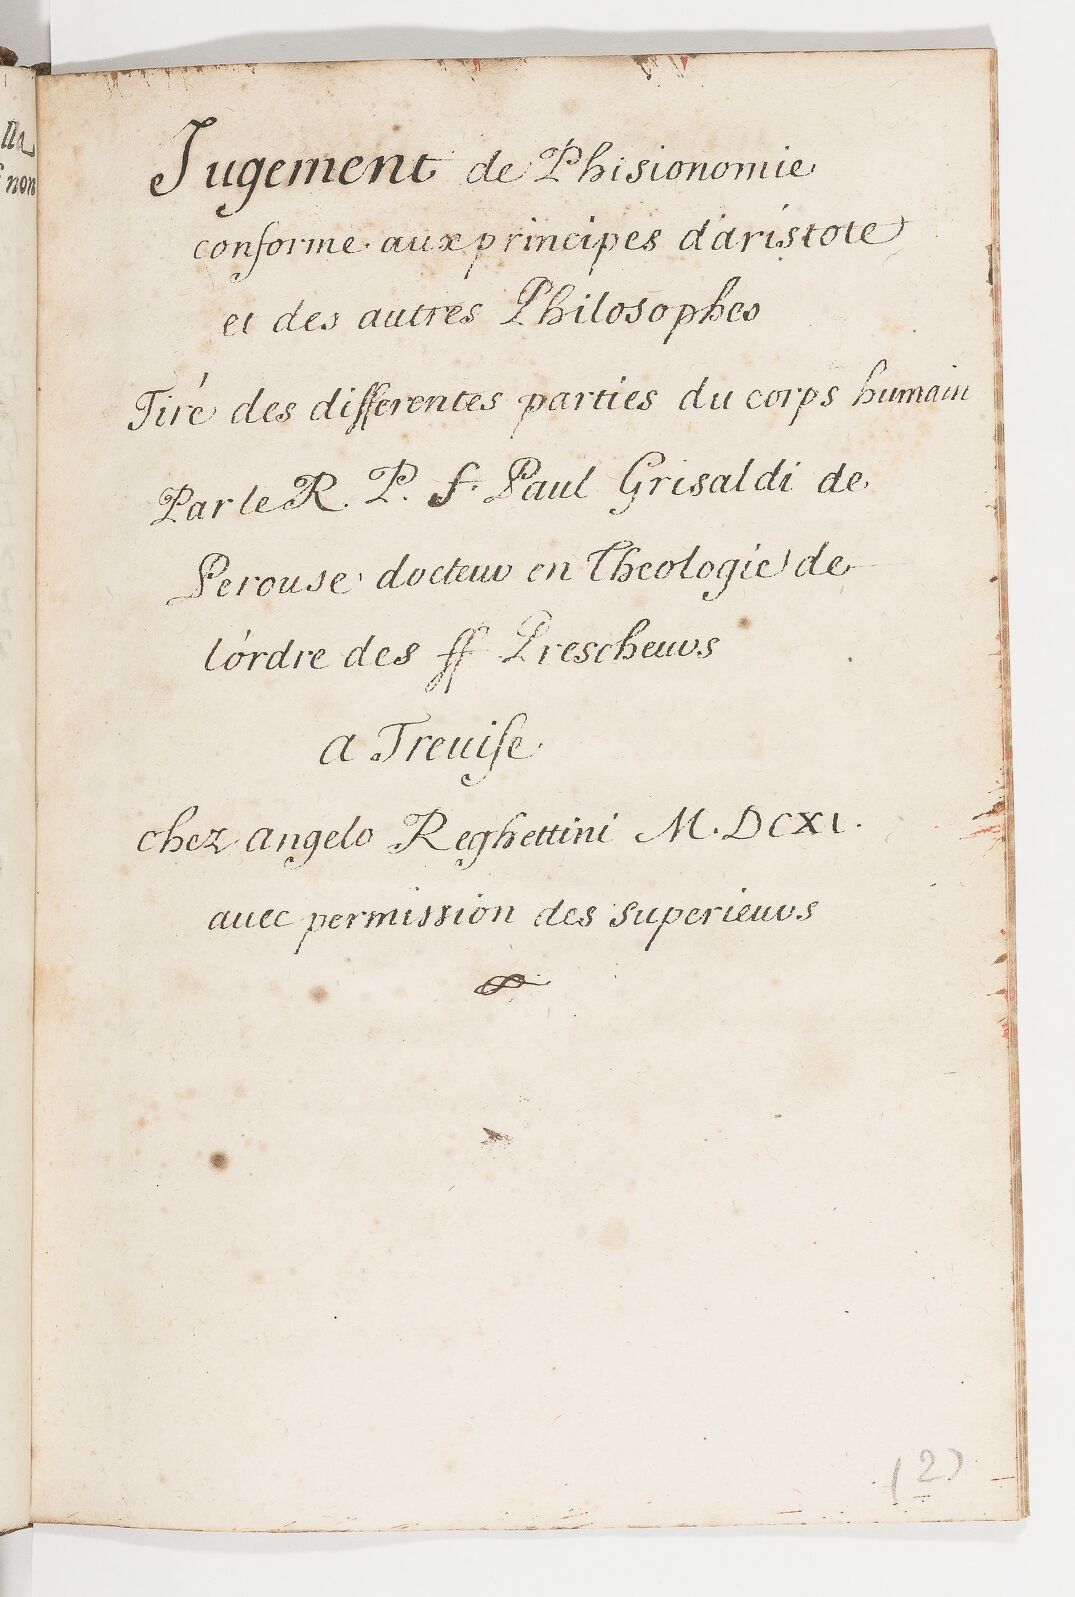 lla
non
Jugement de Phisionomie
conforme aux principes d'aristote
et des autres Philosophes
Tiré des differentes parties du corps humain
Par le R. P. f. Paul Grisaldi de
Perouse docteur en Theologie de
l'órdre des ff Prescheurs
a Treuise
chez angelo Reghettini M.DCXI.
auec permission des superieurs
(2)